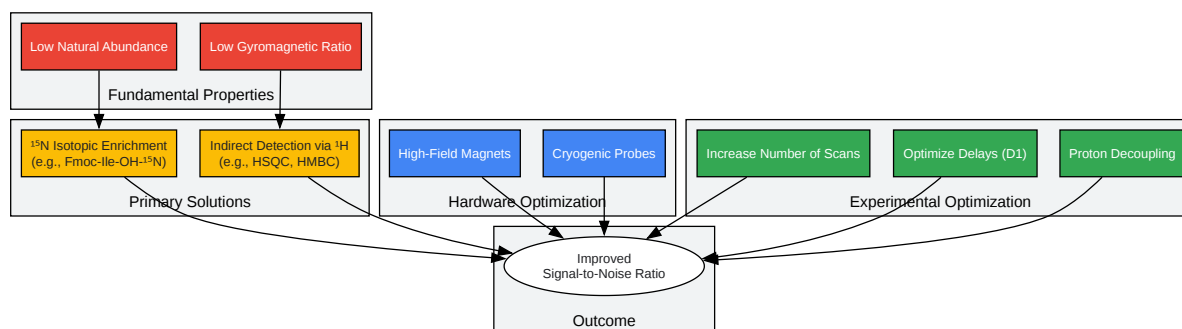 Low Natural Abundance
Low Gyromagnetic Ratio
Fundamental Properties
¹⁵N Isotopic Enrichment
(e.g., Fmoc-Ile-OH-¹⁵N)
Indirect Detection via ¹H
(e.g., HSQC, HMBC)
Primary Solutions
High-Field Magnets
Cryogenic Probes
Hardware Optimization
Increase Number of Scans
Optimize Delays (D1)
Proton Decoupling
Experimental Optimization
Improved
Signal-to-Noise Ratio
Outcome